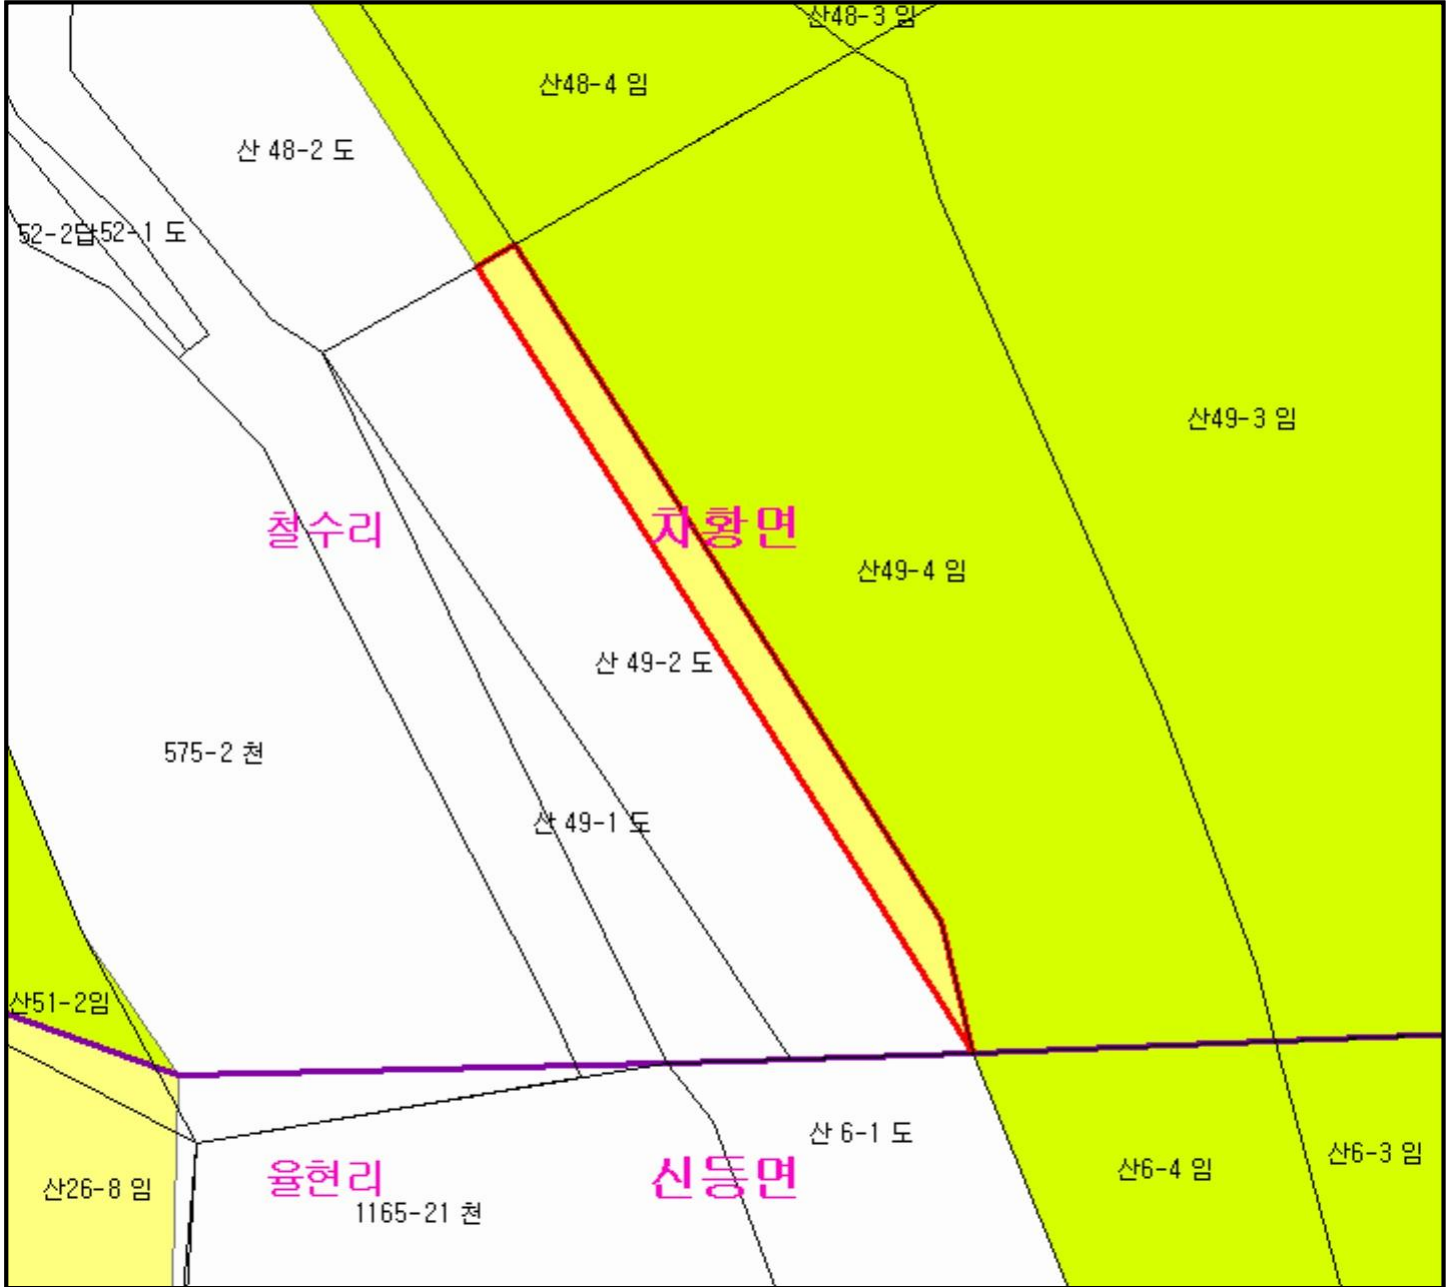 산48-3 임
산48-4 임
산 48-2 도
52-2답
52-1 도
산49-3 임
철수리
차황면
산49-4 임
산 49-2 도
575-2 천
산 49-1 도
산51-2임
산 6-1 도
산6-3 임
산6-4 임
율현리
신등면
산26-8 임
1165-21 천